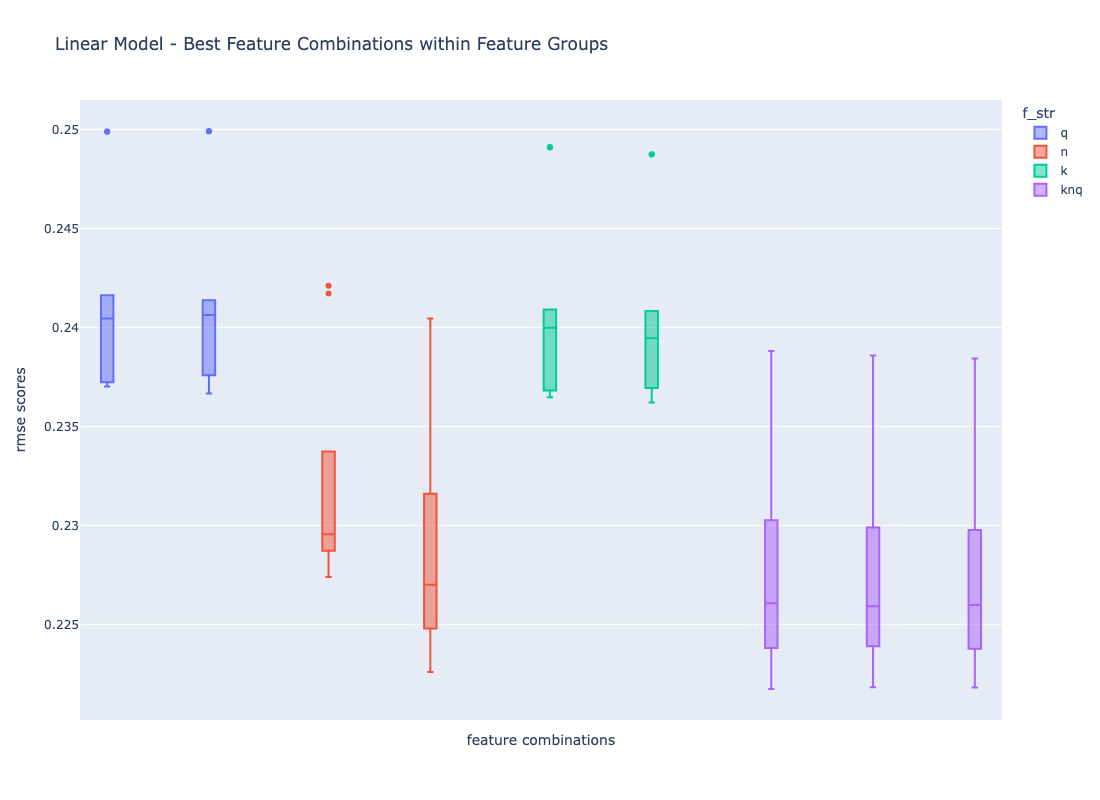 Linear Model - Best Feature Combinations within Feature Groups
f_str
q
n
k
knq
0.25
0.245
0.24
0.235
0.23
0.225
rmse scores
feature combinations